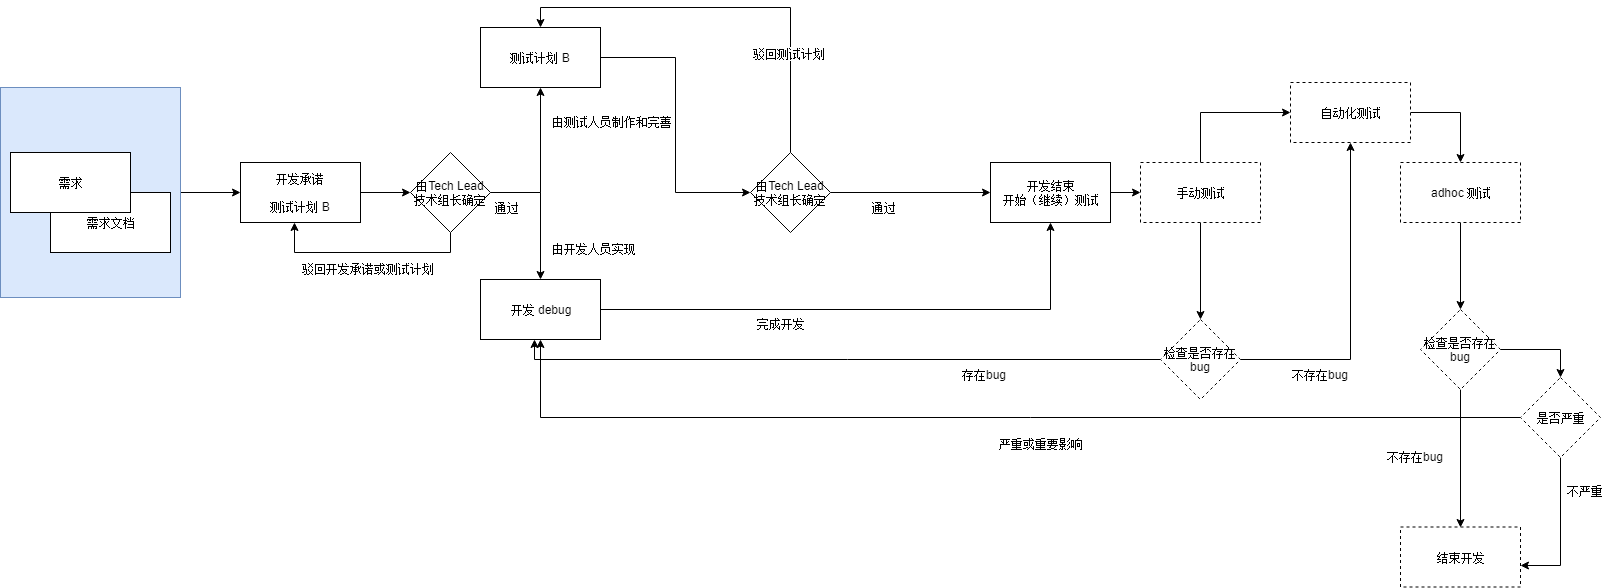 需求
需求文档
开发承诺
测试计划 B
由Tech Lead
技术组长确定
通过
驳回开发承诺或测试计划
测试计划 B
由测试人员制作和完善
由开发人员实现
开发 debug
驳回测试计划
由Tech Lead
技术组长确定
通过
完成开发
开发结束
开始（继续）测试
手动测试
自动化测试
adhoc 测试
检查是否存在
bug
存在bug
不存在bug
检查是否存在
bug
是否严重
严重或重要影响
不存在bug
不严重
结束开发